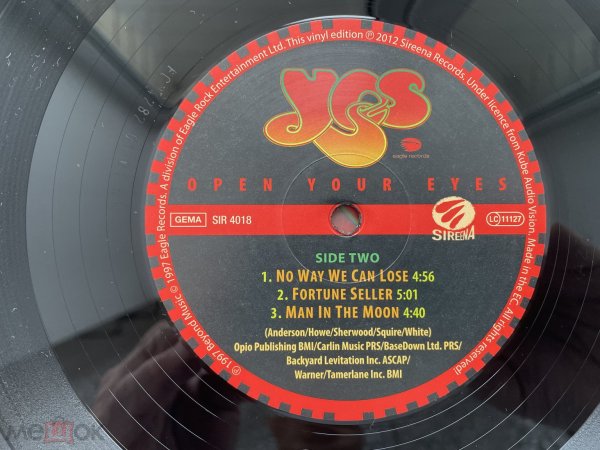 ℗ 1997 Beyond Music © 1997 Eagle Records. A division of Eagle Rock Entertainment Ltd. This vinyl edition ℗ 2012 Sireena Records. Under licence from Kube Audio Vision. Made in the EC. All rights reserved!
YES
eagle records
OPEN YOUR EYES
GEMA SIR 4018
SIREENA
LC 11127
SIDE TWO
1. NO WAY WE CAN LOSE 4:56
2. FORTUNE SELLER 5:01
3. MAN IN THE MOON 4:40
(Anderson/Howe/Sherwood/Squire/White)
Opio Publishing BMI/Carlin Music PRS/BaseDown Ltd. PRS/
Backyard Levitation Inc. ASCAP/
Warner/Tamerlane Inc. BMI
мешок